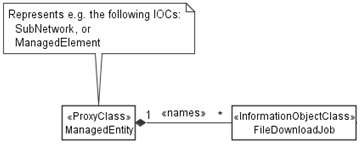 Represents e.g. the following IOCs:
SubNetwork, or
ManagedElement
«ProxyClass»
ManagedEntity
1 «names» *
«InformationObjectClass»
FileDownloadJob